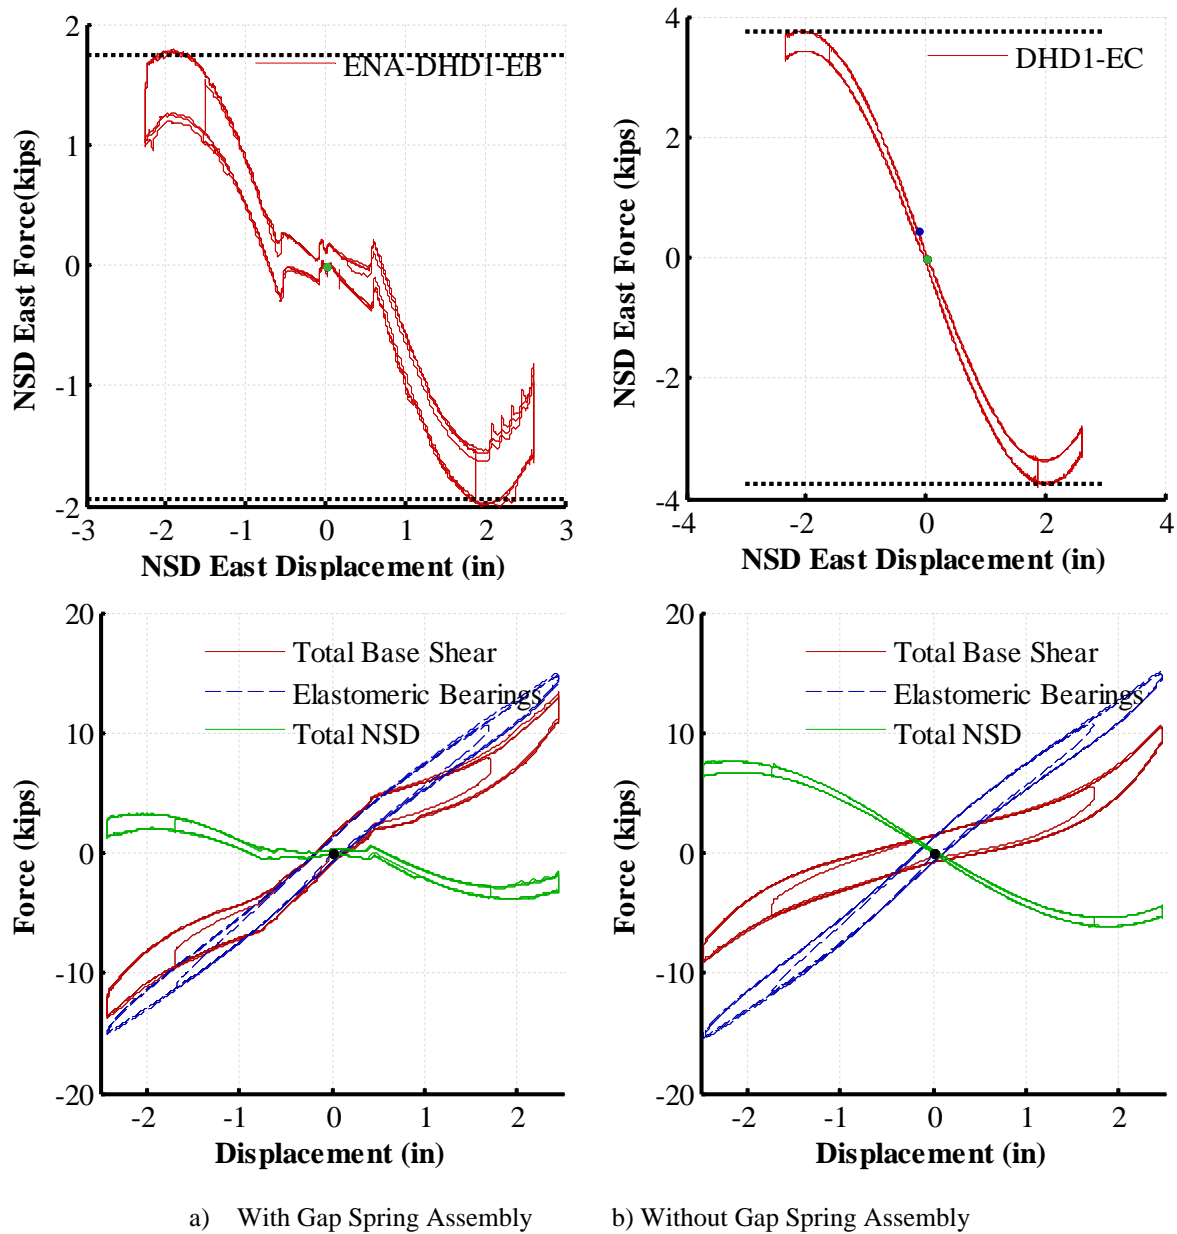 2
1
0
-1
-2
NSD East Force(kips)
ENA-DHD1-EB
-3 -2 -1 0 1 2 3
NSD East Displacement (in)
4
2
0
-2
-4
NSD East Force (kips)
DHD1-EC
-4 -2 0 2 4
NSD East Displacement (in)
20
10
0
-10
-20
Force (kips)
Total Base Shear
Elastomeric Bearings
Total NSD
-2 -1 0 1 2
Displacement (in)
20
10
0
-10
-20
Force (kips)
Total Base Shear
Elastomeric Bearings
Total NSD
-2 -1 0 1 2
Displacement (in)
a) With Gap Spring Assembly
b) Without Gap Spring Assembly